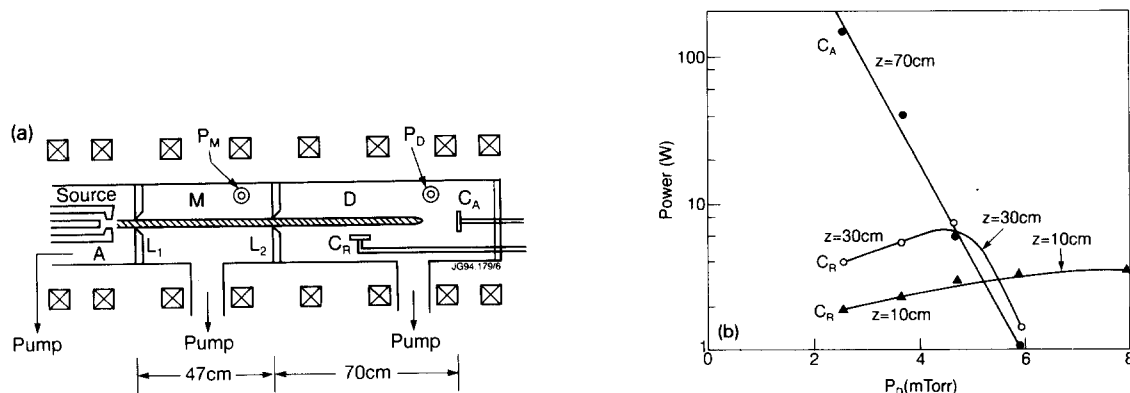 (a)
P_M
P_D
Source
M
D
C_A
A
L_1
L_2
C_R
JG94.179/6
Pump
Pump
Pump
47cm
70cm
Power (W)
100
10
1
C_A
z=70cm
z=30cm
C_R
z=30cm
z=10cm
C_R
z=10cm
(b)
0
2
4
6
8
P_D(mTorr)